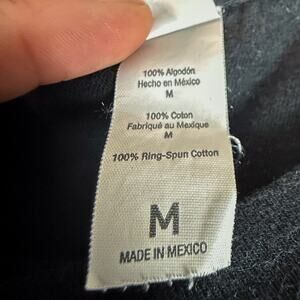 100% Algodón
Hecho en México
M
100% Coton
Fabriqué au Mexique
M
100% Ring-Spun Cotton
M
MADE IN MEXICO